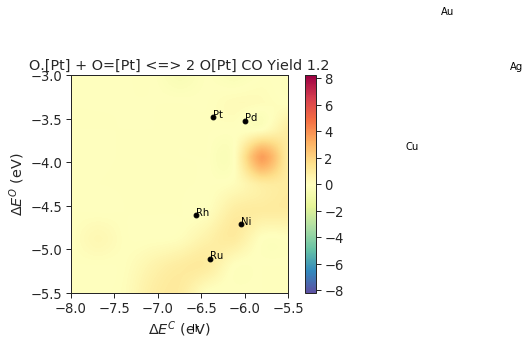 Au
Ag
O.[Pt] + O=[Pt] <=> 2 O[Pt] CO Yield 1.2
−3.0
−3.5
−4.0
−4.5
−5.0
−5.5
ΔE^O (eV)
Pt
Pd
Cu
Rh
Ni
Ru
−8.0 −7.5 −7.0 −6.5 −6.0 −5.5
ΔE^C (eV)
Ir
8
6
4
2
0
−2
−4
−6
−8